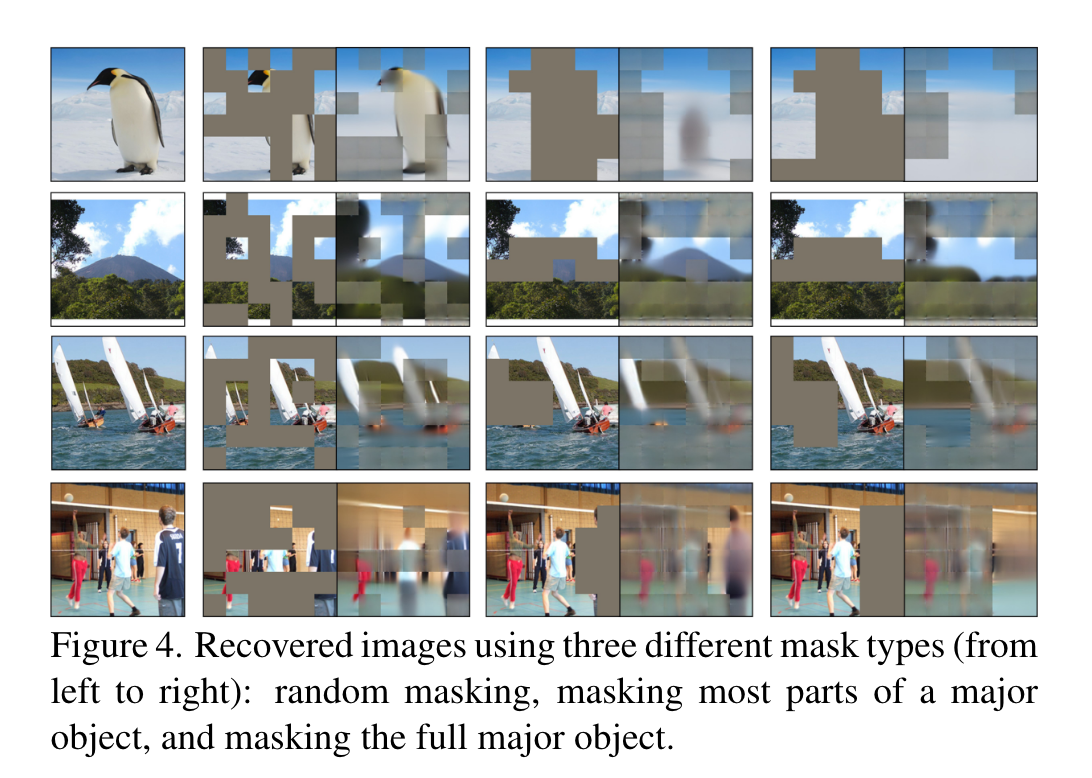 Figure 4. Recovered images using three different mask types (from
left to right): random masking, masking most parts of a major
object, and masking the full major object.